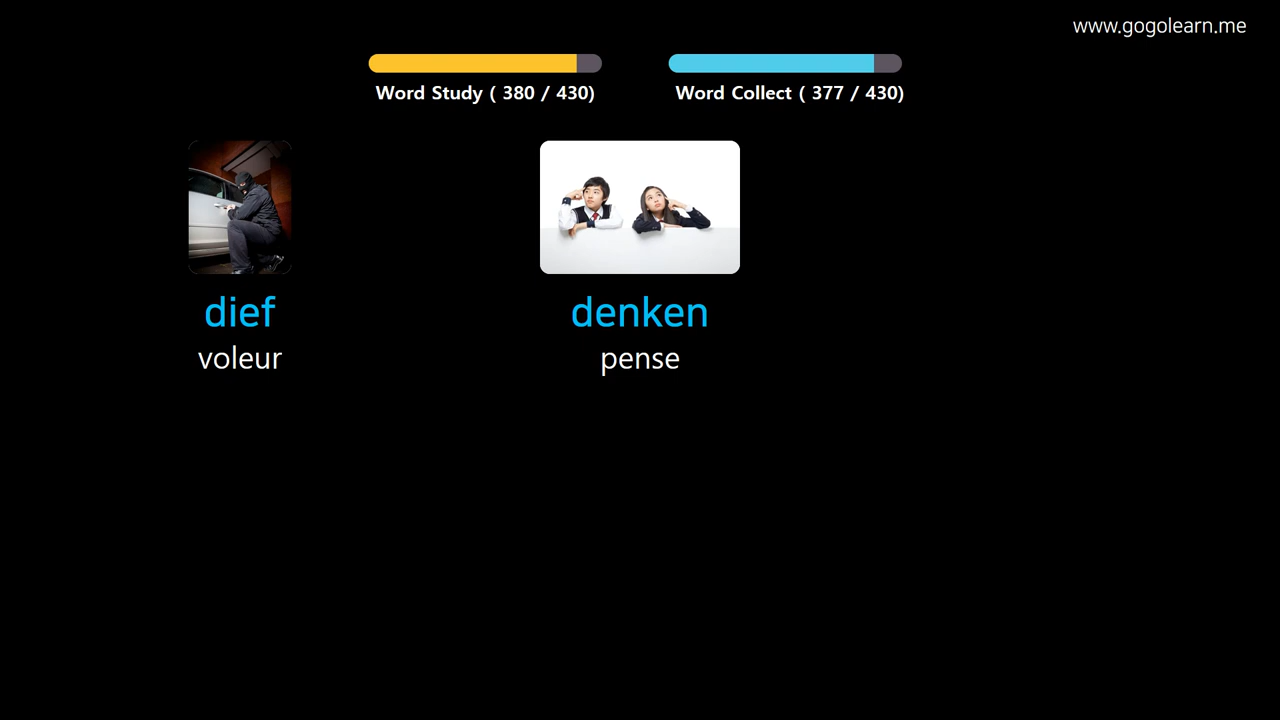 www.gogolearn.me
Word Study ( 380 / 430)
Word Collect ( 377 / 430)
dief
voleur
denken
pense